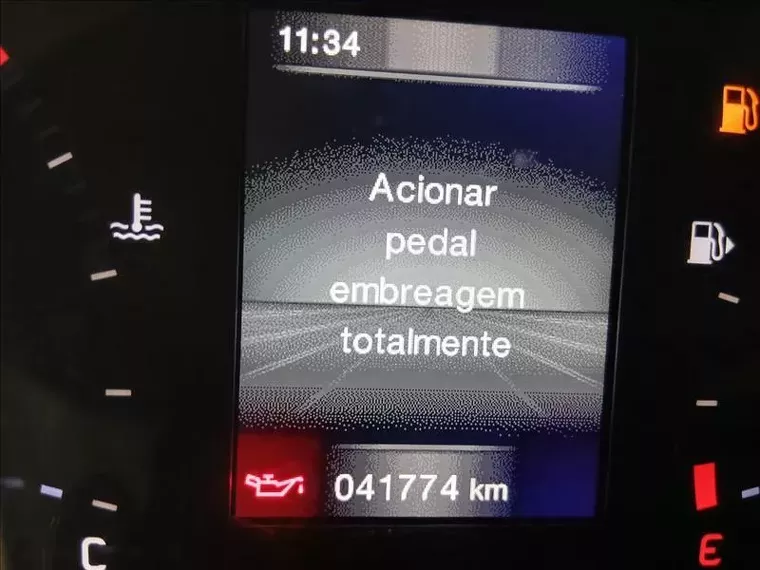 11:34
Acionar
pedal
embreagem
totalmente
041774 km
C
E